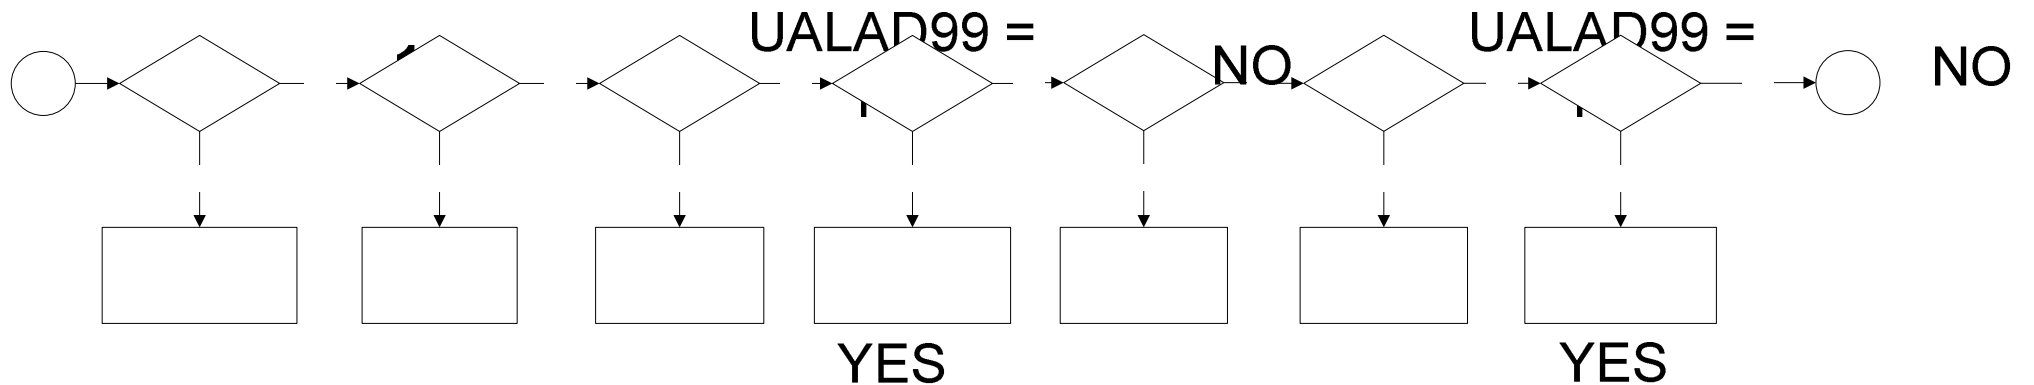 UALAD99 =
UALAD99 =
NO
NO
YES
YES